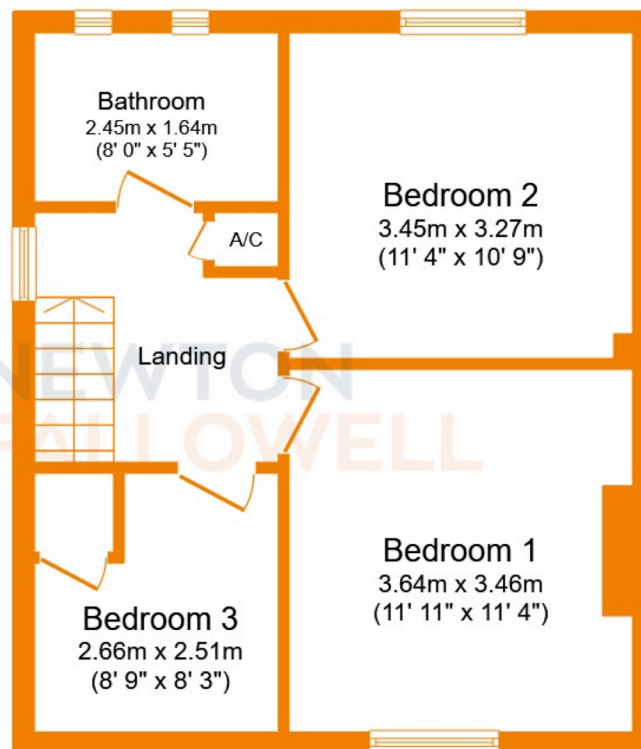 Bathroom
2.45m x 1.64m
(8' 0" x 5' 5")
A/C
Bedroom 2
3.45m x 3.27m
(11' 4" x 10' 9")
Landing
NEWTON
FALLOWELL
Bedroom 1
3.64m x 3.46m
(11' 11" x 11' 4")
Bedroom 3
2.66m x 2.51m
(8' 9" x 8' 3")